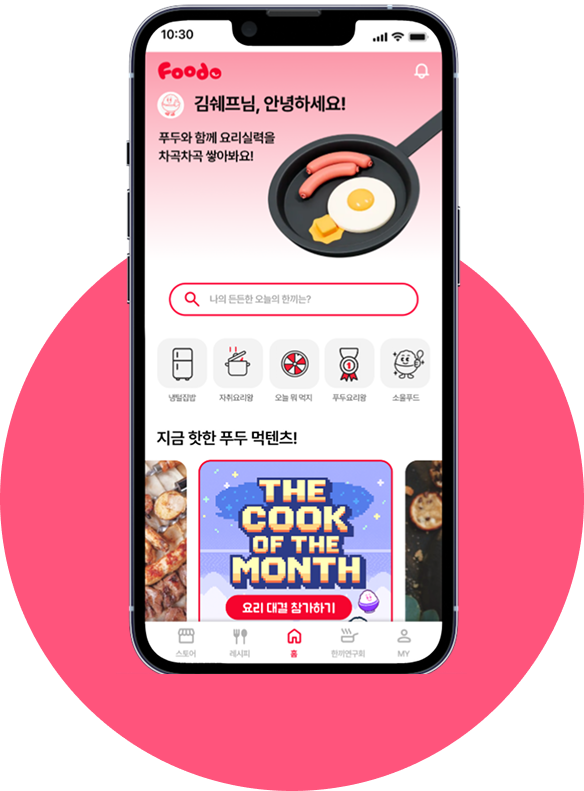 10:30
Foodo
김쉐프님, 안녕하세요!
푸두와 함께 요리실력을
차곡차곡 쌓아봐요!
나의 든든한 오늘의 한끼는?
냉털집밥
자취요리왕
오늘 뭐 먹지
푸두요리왕
소울푸드
지금 핫한 푸두 먹텐츠!
THE
COOK
OF THE
MONTH
요리 대결 참가하기
스토어
레시피
홈
한끼연구회
MY